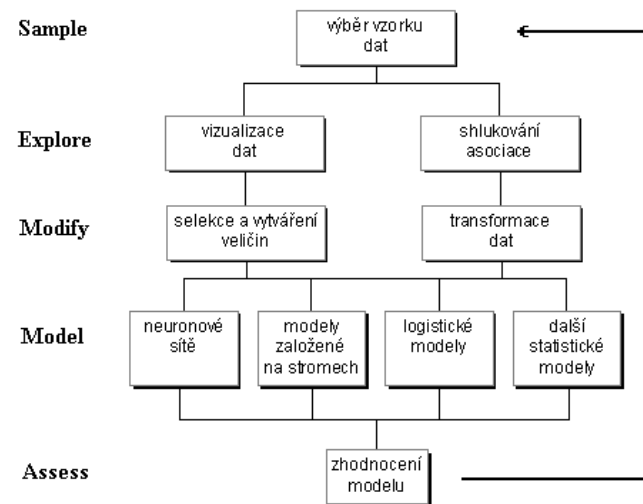 Sample
výběr vzorku
dat
Explore
vizualizace
dat
shlukování
asociace
Modify
selekce a vytváření
veličin
transformace
dat
Model
neuronové
sítě
modely
založené
na stromech
logistické
modely
další
statistické
modely
Assess
zhodnocení
modelu